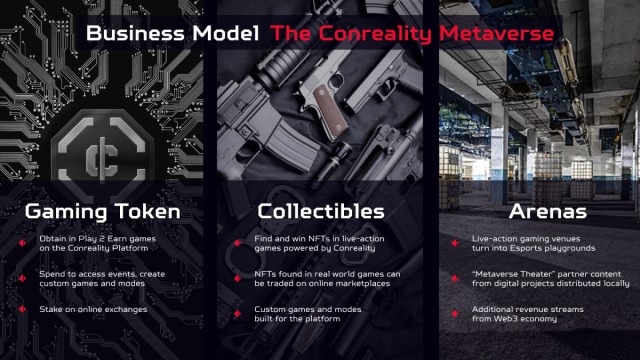 Business Model The Conreality Metaverse
Gaming Token
Obtain in Play 2 Earn games
on the Conreality Platform
Spend to access events, create
custom games and modes
Stake on online exchanges
Collectibles
Find and win NFTs in live-action
games powered by Conreality
NFTs found in real world games can
be traded on online marketplaces
Custom games and modes
built for the platform
Arenas
Live-action gaming venues
turn into Esports playgrounds
“Metaverse Theater” partner content
from digital projects distributed locally
Additional revenue streams
from Web3 economy